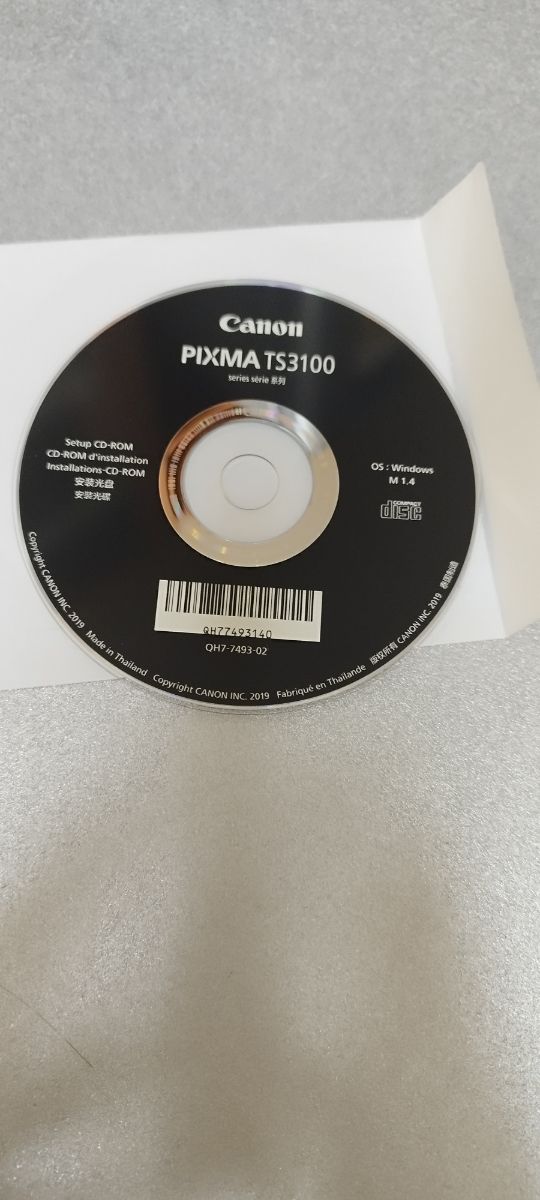 Canon
PIXMA TS3100
series série 系列
Setup CD-ROM
CD-ROM d'installation
Installations-CD-ROM
安装光盘
安裝光碟
OS : Windows
M 1.4
COMPACT
disc
QH77493140
QH7-7493-02
Copyright CANON INC. 2019 Made in Thailand Copyright CANON INC. 2019 Fabriqué en Thaïlande 版权所有 CANON INC. 2019 泰国制造